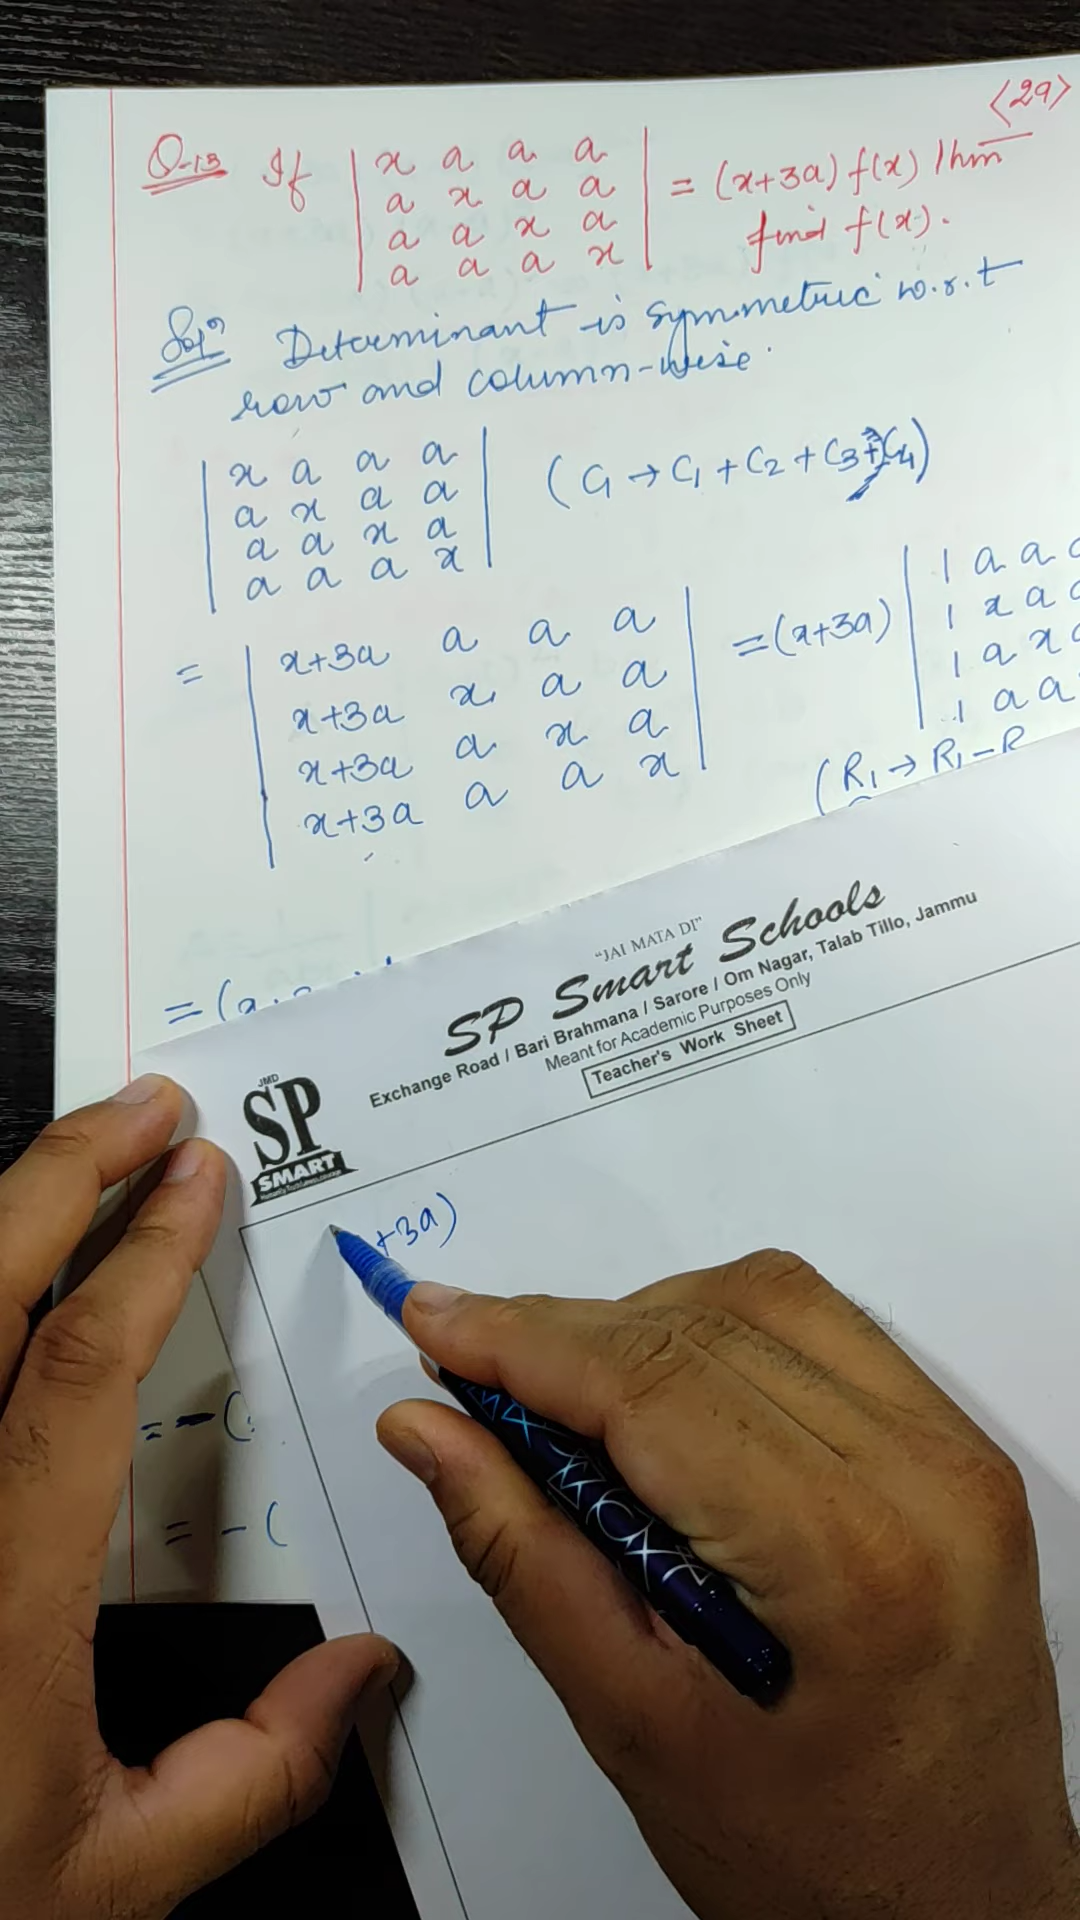 <29>
Q-13 If | x a a a | = (x+3a) f(x) then
| a x a a | find f(x).
| a a x a |
| a a a x |
Solⁿ Determinant is symmetric w.r.t
row and column-wise.
| x a a a | (C₁ → C₁ + C₂ + C₃ + C₄)
| a x a a |
| a a x a |
| a a a x |
= | x+3a a a a | = (x+3a) | 1 a a
| x+3a x a a | | 1 x a
| x+3a a x a | | 1 a x
| x+3a a a x | | 1 a a
(R₁ → R₁ - R
= (x
"JAI MATA DI"
SP Smart Schools
Exchange Road / Bari Brahmana / Sarore / Om Nagar, Talab Tillo, Jammu
Meant for Academic Purposes Only
Teacher's Work Sheet
JMD
SP
SMART
+3a)
= - (
= - (